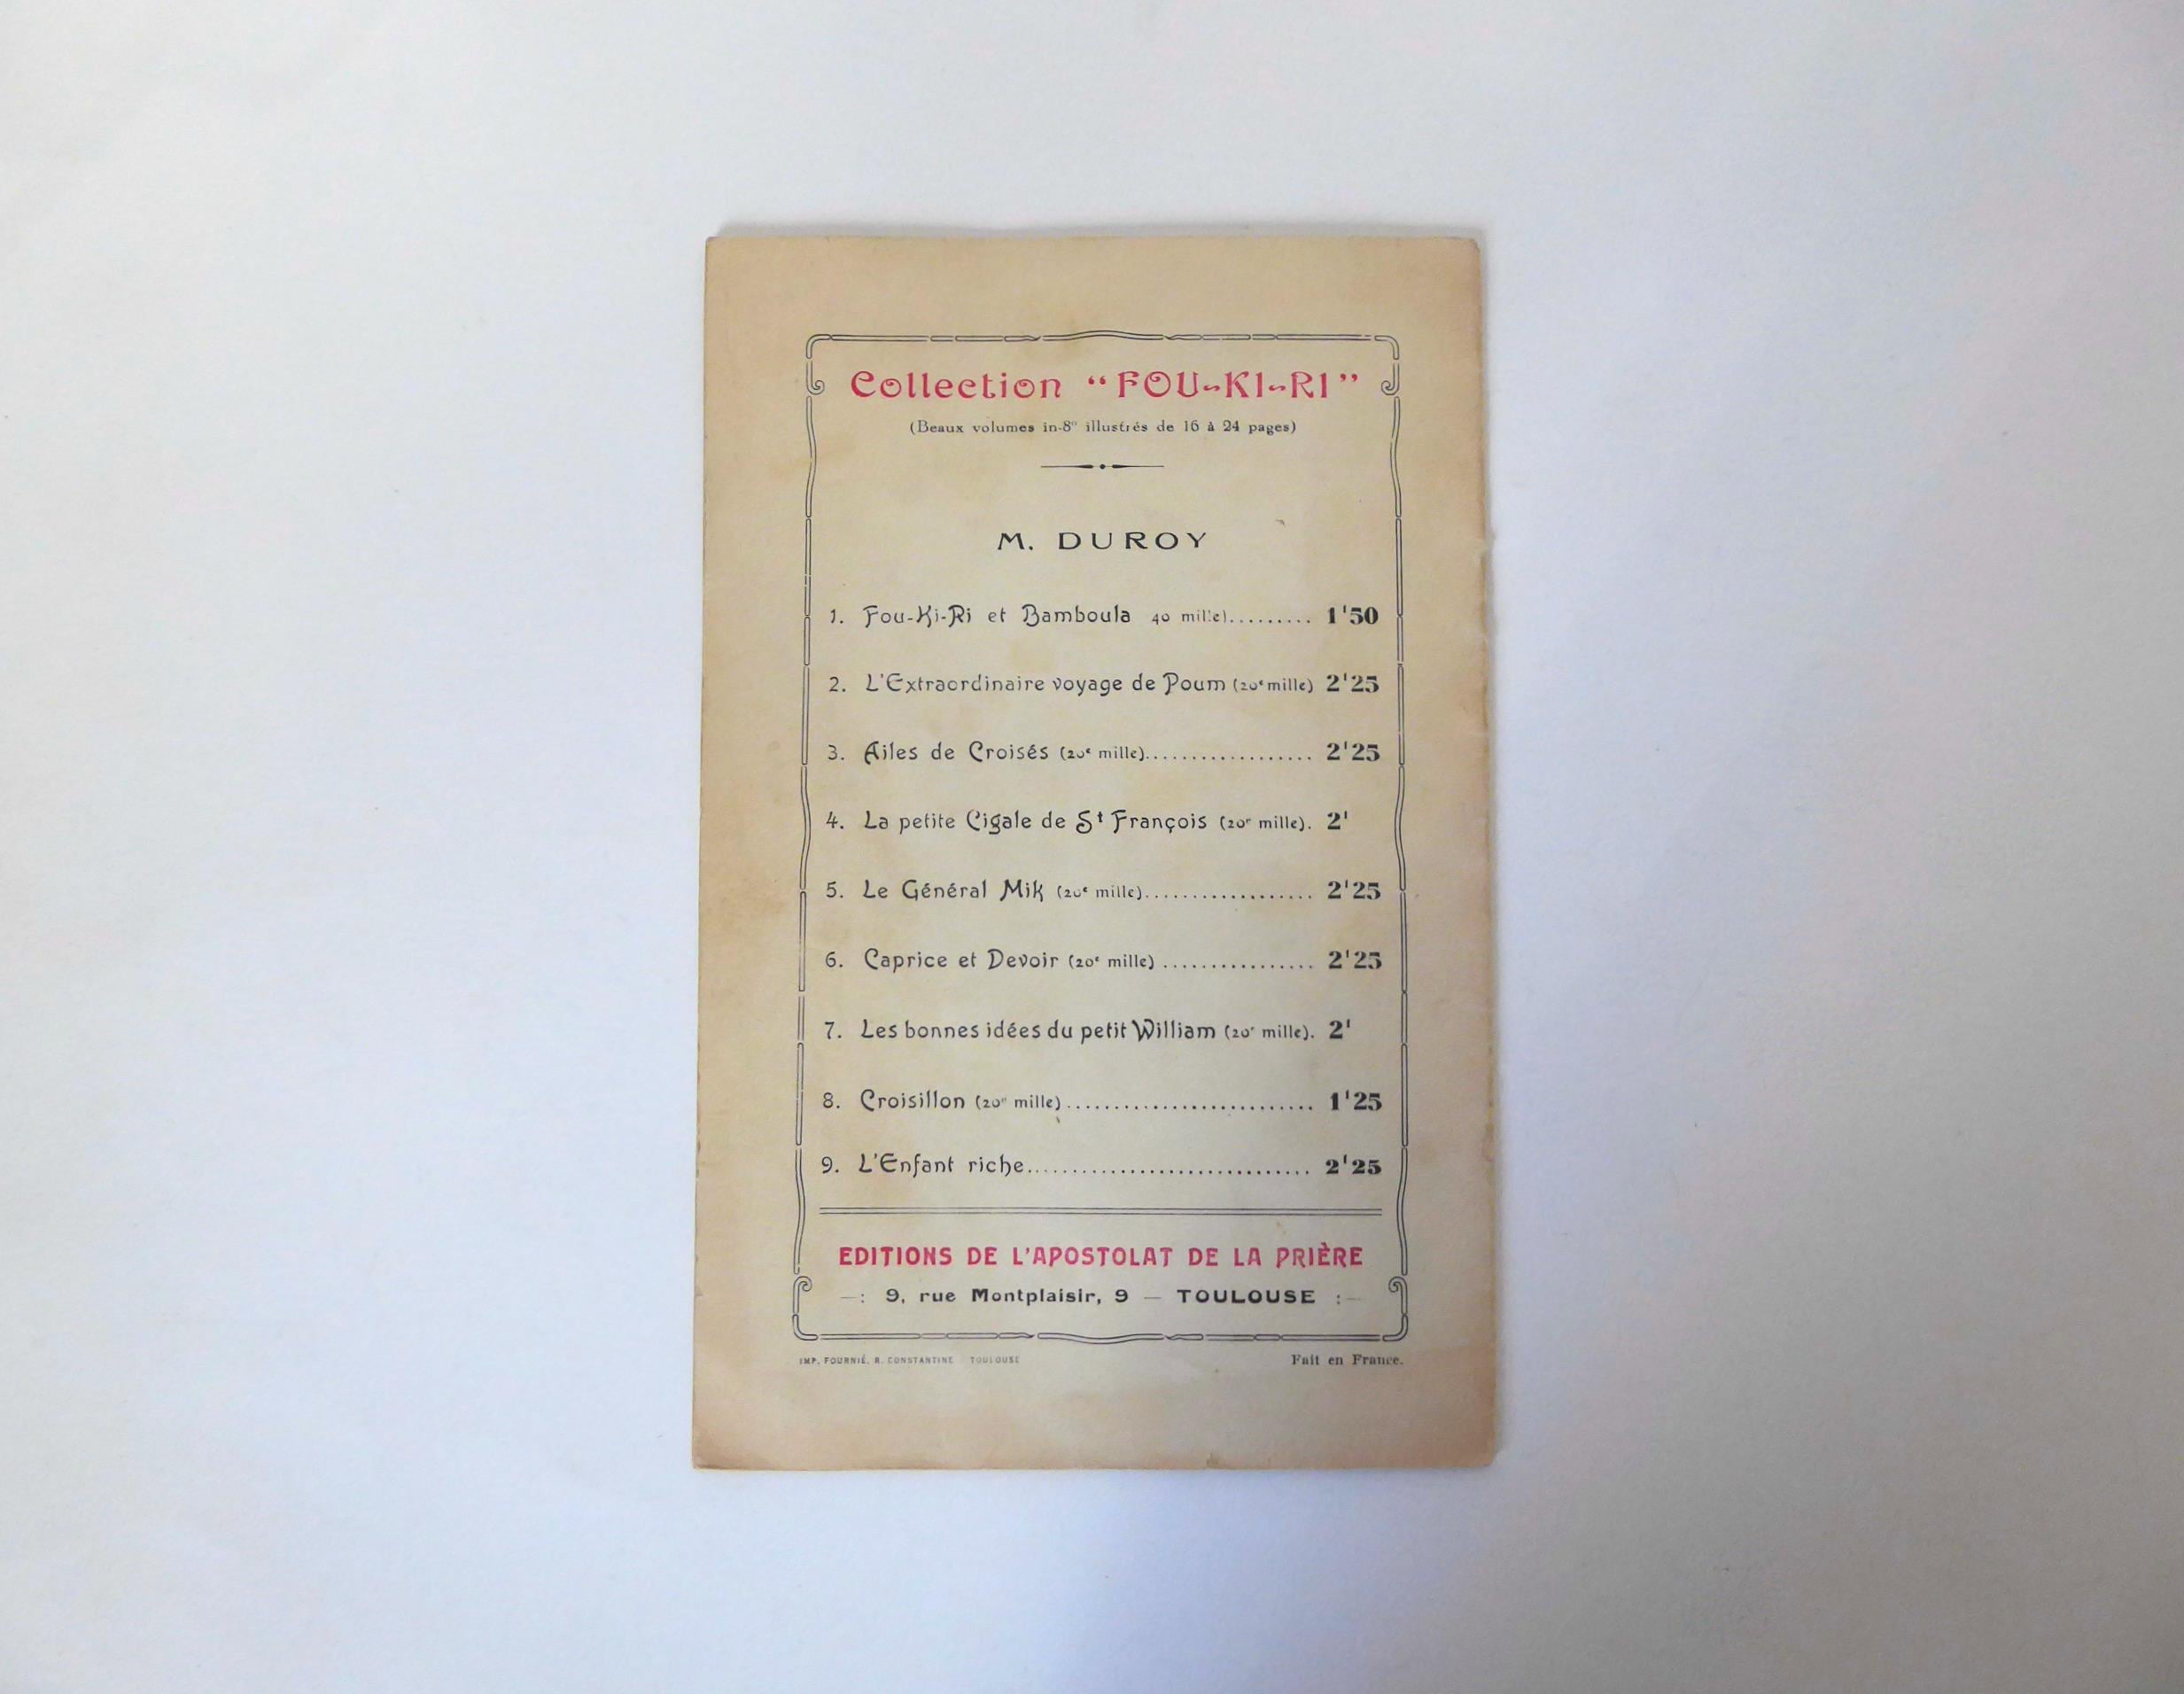 Collection "FOU-KI-RI"
(Beaux volumes in-8º illustrés de 16 à 24 pages)
M. DUROY
1. Fou-Ki-Ri et Bamboula 40 mille)......... 1'50
2. L'Extraordinaire voyage de Poum (20e mille) 2'25
3. Ailes de Croisés (20e mille).................. 2'25
4. La petite Cigale de St François (20e mille). 2'
5. Le Général Mik (20e mille).................. 2'25
6. Caprice et Devoir (20e mille) ................ 2'25
7. Les bonnes idées du petit William (20e mille). 2'
8. Croisillon (20e mille).......................... 1'25
9. L'Enfant riche.............................. 2'25
EDITIONS DE L'APOSTOLAT DE LA PRIÈRE
—: 9, rue Montplaisir, 9 — TOULOUSE :—
IMP. FOURNIÉ, R. CONSTANTINE TOULOUSE
Fait en France.